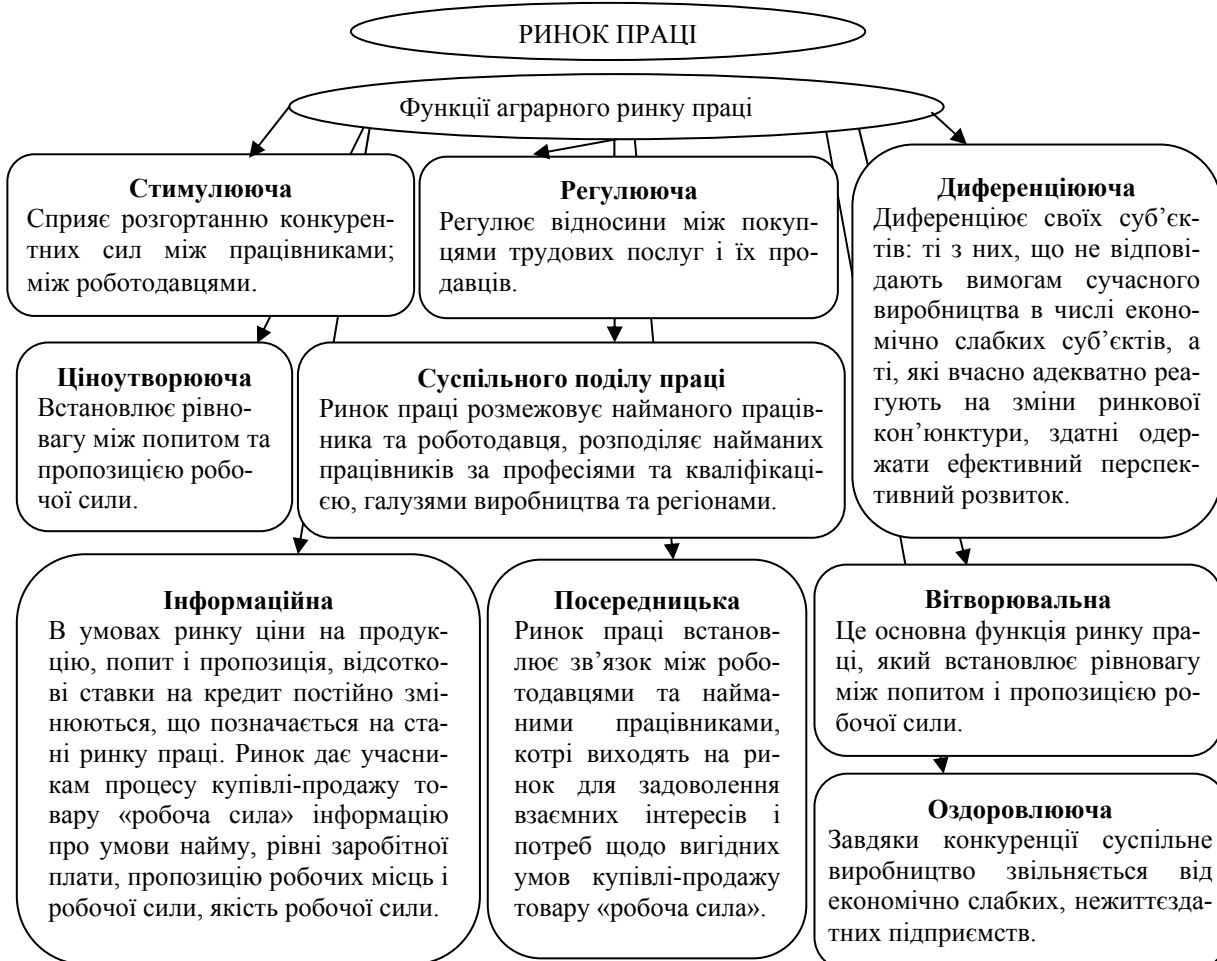 РИНОК ПРАЦІ
Функції аграрного ринку праці
Стимулююча
Сприяє розгортанню конкурен-
тних сил між працівниками;
між роботодавцями.
Регулююча
Регулює відносини між покуп-
цями трудових послуг і їх про-
давців.
Диференціююча
Диференціює своїх суб’єк-
тів: ті з них, що не відпові-
дають вимогам сучасного
виробництва в числі еконо-
мічно слабких суб’єктів, а
ті, які вчасно адекватно реа-
гують на зміни ринкової
кон’юнктури, здатні одер-
жати ефективний перспек-
тивний розвиток.
Ціноутворююча
Встановлює рівно-
вагу між попитом та
пропозицією робо-
чої сили.
Суспільного поділу праці
Ринок праці розмежовує найманого праців-
ника та роботодавця, розподіляє найманих
працівників за професіями та кваліфікаці-
єю, галузями виробництва та регіонами.
Інформаційна
В умовах ринку ціни на продук-
цію, попит і пропозиція, відсотко-
ві ставки на кредит постійно змі-
нюються, що позначається на ста-
ні ринку праці. Ринок дає учасни-
кам процесу купівлі-продажу то-
вару «робоча сила» інформацію
про умови найму, рівні заробітної
плати, пропозицію робочих місць і
робочої сили, якість робочої сили.
Посередницька
Ринок праці встанов-
лює зв’язок між робо-
тодавцями та найма-
ними працівниками,
котрі виходять на ри-
нок для задоволення
взаємних інтересів і
потреб щодо вигідних
умов купівлі-продажу
товару «робоча сила».
Вітворювальна
Це основна функція ринку пра-
ці, який встановлює рівновагу
між попитом і пропозицією ро-
бочої сили.
Оздоровлююча
Завдяки конкуренції суспільне
виробництво звільняється від
економічно слабких, нежиттєзда-
тних підприємств.